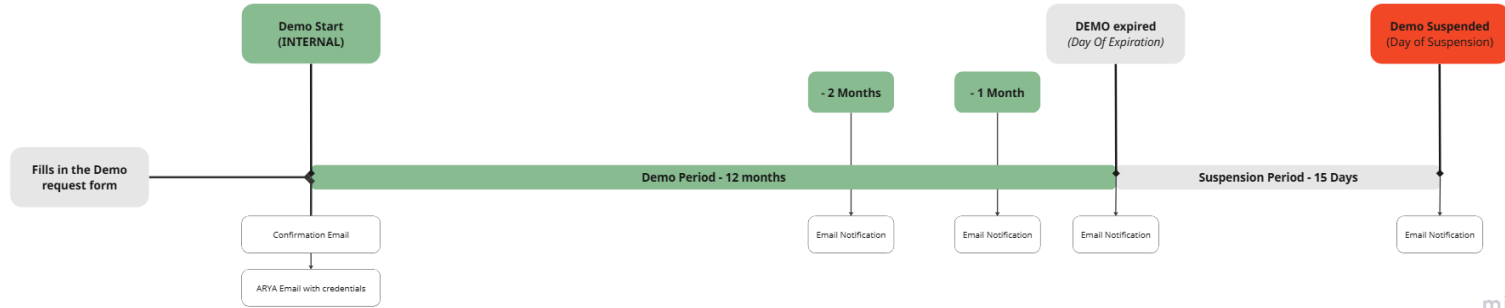 Demo Start
(INTERNAL)
DEMO expired
(Day Of Expiration)
Demo Suspended
(Day of Suspension)
- 2 Months
- 1 Month
Fills in the Demo
request form
Demo Period - 12 months
Suspension Period - 15 Days
Confirmation Email
Email Notification
Email Notification
Email Notification
Email Notification
ARYA Email with credentials